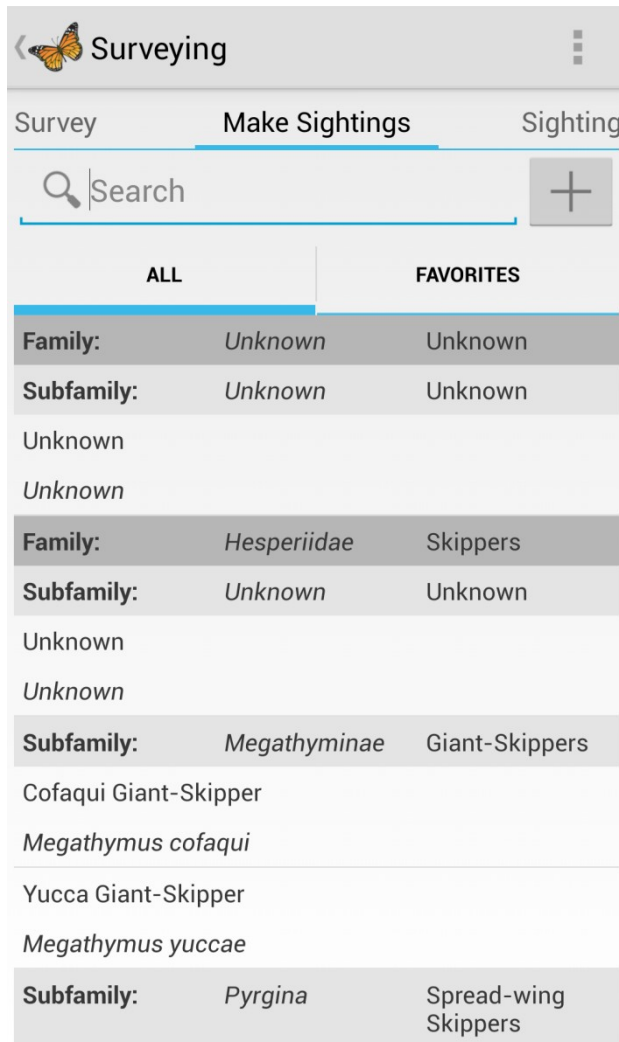 Surveying
Survey Make Sightings Sighting
Search
ALL FAVORITES
Family: Unknown Unknown
Subfamily: Unknown Unknown
Unknown
Unknown
Family: Hesperiidae Skippers
Subfamily: Unknown Unknown
Unknown
Unknown
Subfamily: Megathyminae Giant-Skippers
Cofaqui Giant-Skipper
Megathymus cofaqui
Yucca Giant-Skipper
Megathymus yuccae
Subfamily: Pyrgina Spread-wing
Skippers